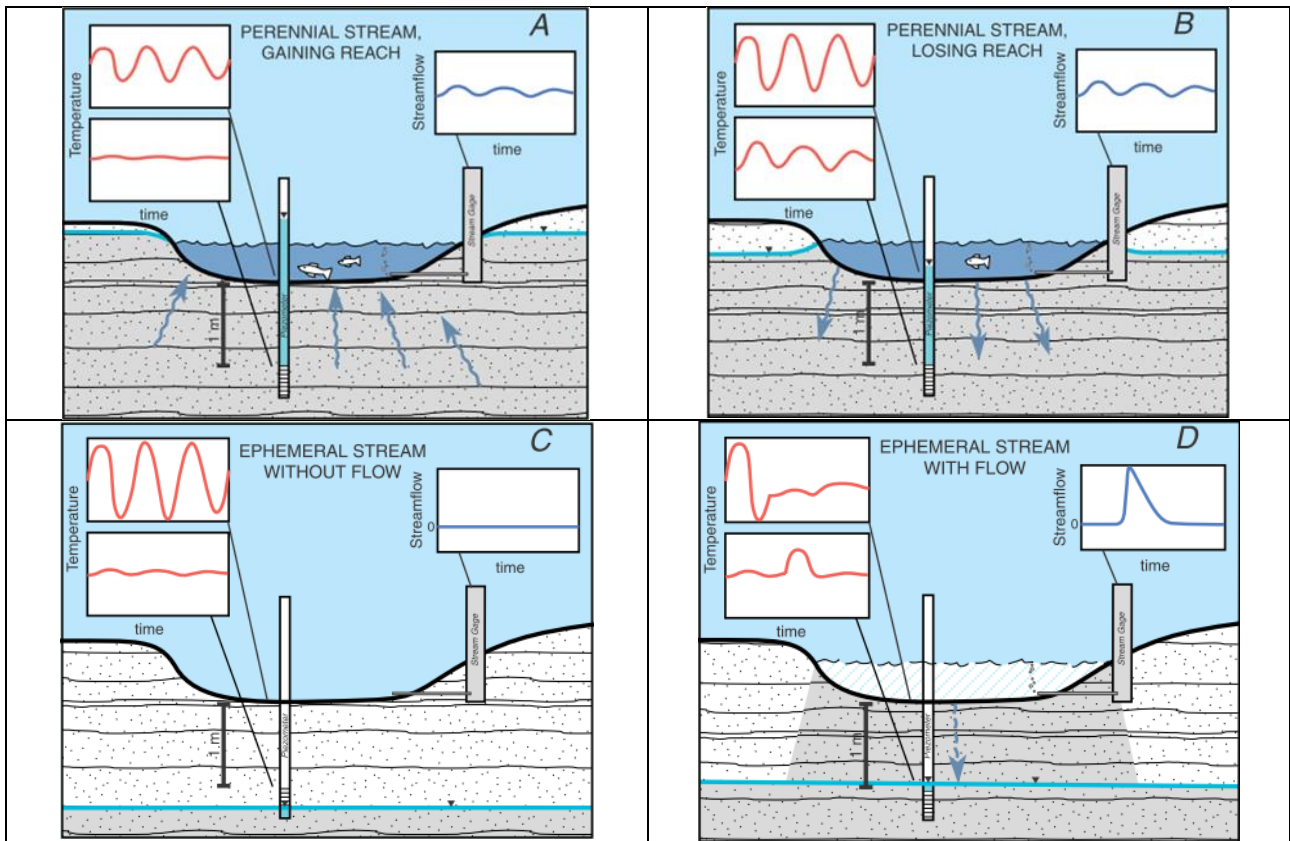 A
PERENNIAL STREAM,
GAINING REACH
Temperature
time
Streamflow
time
Stream Gage
Piezometer
1 m
B
PERENNIAL STREAM,
LOSING REACH
Temperature
time
Streamflow
time
Stream Gage
Piezometer
1 m
C
EPHEMERAL STREAM
WITHOUT FLOW
Temperature
time
Streamflow
0
time
Stream Gage
Piezometer
1 m
D
EPHEMERAL STREAM
WITH FLOW
Temperature
time
Streamflow
0
time
Stream Gage
Piezometer
1 m